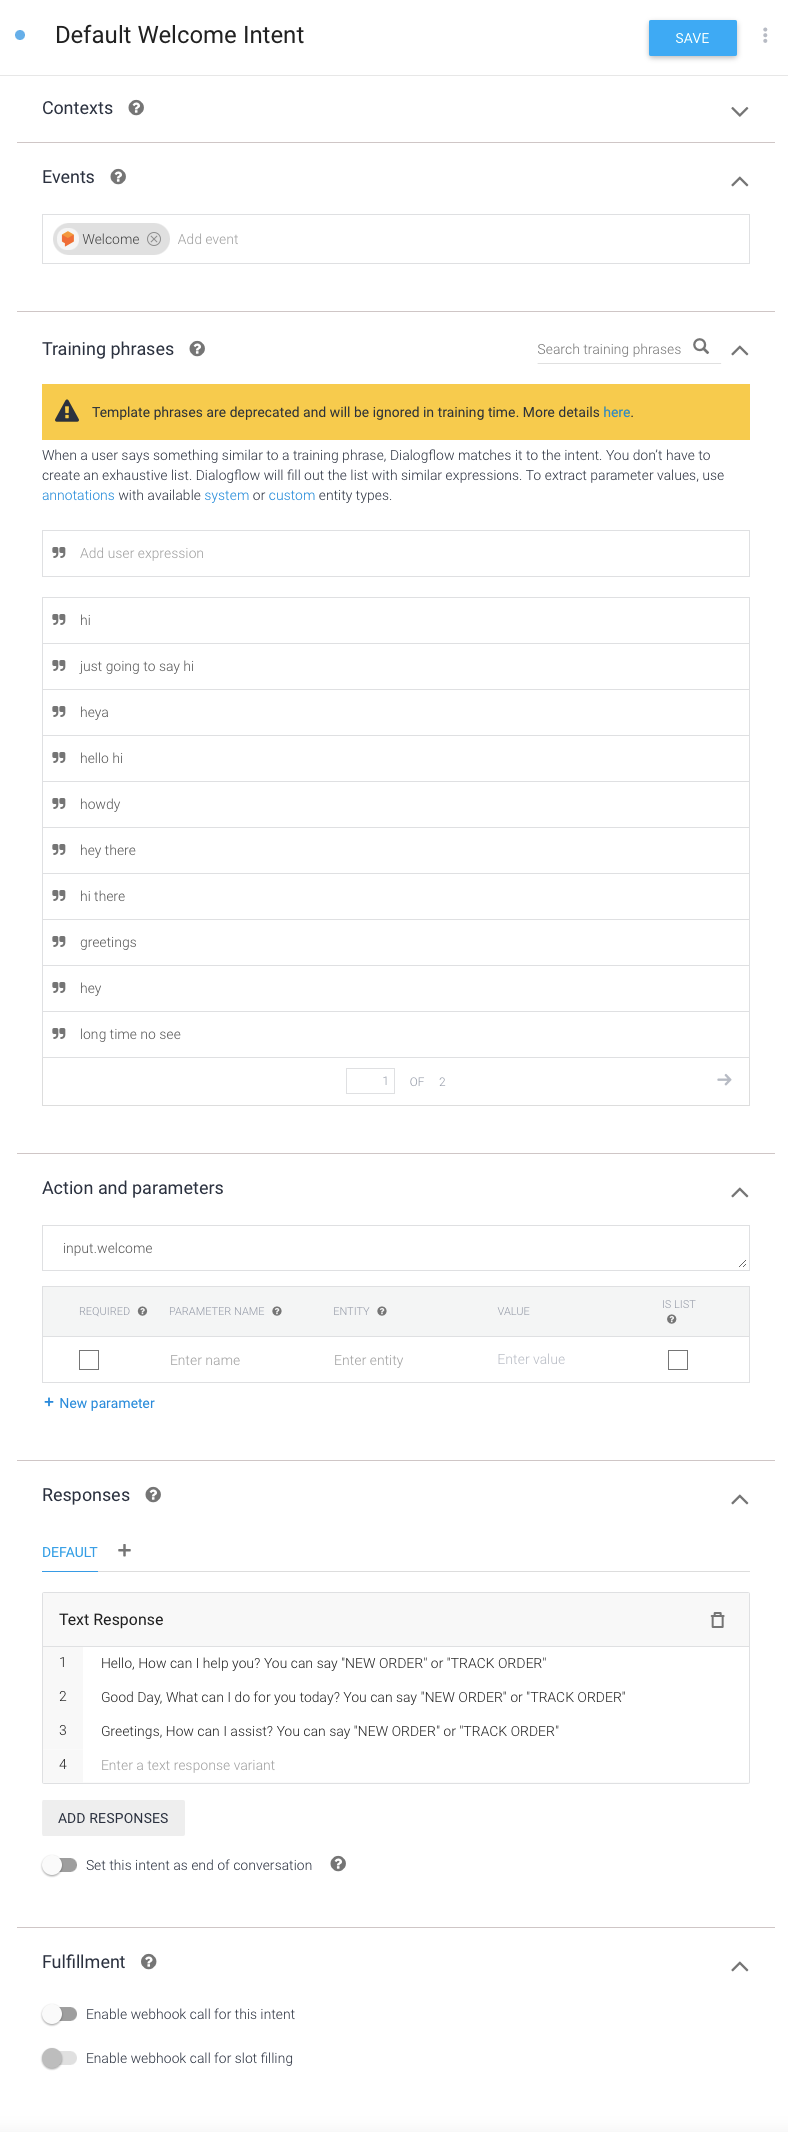 Default Welcome Intent
SAVE
Contexts
Events
Welcome Add event
Training phrases
Search training phrases
Template phrases are deprecated and will be ignored in training time. More details here.
When a user says something similar to a training phrase, Dialogflow matches it to the intent. You don't have to
create an exhaustive list. Dialogflow will fill out the list with similar expressions. To extract parameter values, use
annotations with available system or custom entity types.
Add user expression
hi
just going to say hi
heya
hello hi
howdy
hey there
hi there
greetings
hey
long time no see
1 OF 2
Action and parameters
input.welcome
REQUIRED PARAMETER NAME ENTITY VALUE IS LIST
Enter name Enter entity Enter value
+ New parameter
Responses
DEFAULT +
Text Response
1 Hello, How can I help you? You can say "NEW ORDER" or "TRACK ORDER"
2 Good Day, What can I do for you today? You can say "NEW ORDER" or "TRACK ORDER"
3 Greetings, How can I assist? You can say "NEW ORDER" or "TRACK ORDER"
4 Enter a text response variant
ADD RESPONSES
Set this intent as end of conversation
Fulfillment
Enable webhook call for this intent
Enable webhook call for slot filling